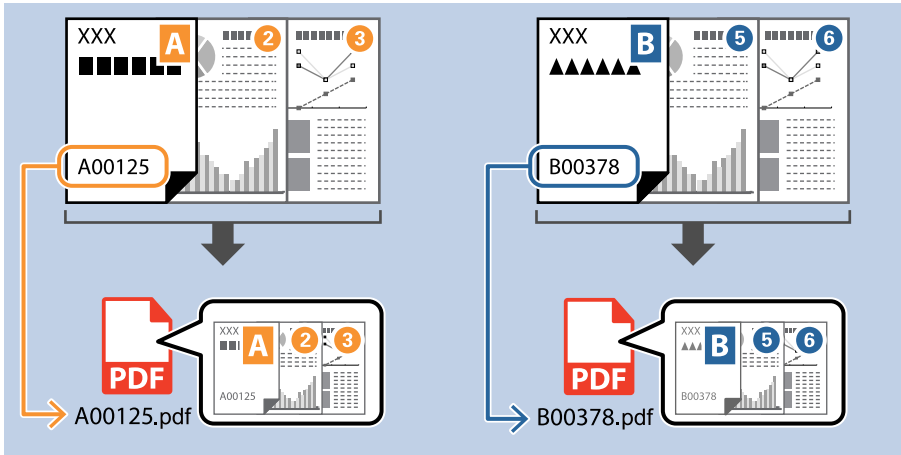 XXX
A
2
3
A00125
XXX
B
5
6
B00378
PDF
XXX
A
2
3
A00125
A00125.pdf
PDF
XXX
B
5
6
B00378
B00378.pdf